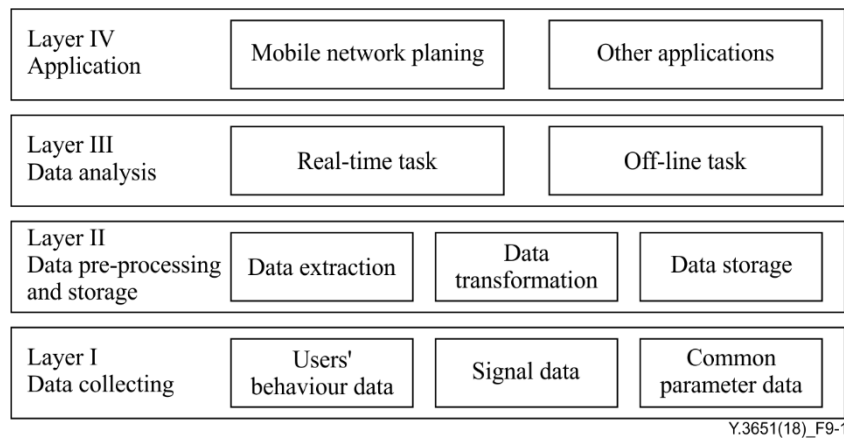 Layer IV
Application
Mobile network planing
Other applications
Layer III
Data analysis
Real-time task
Off-line task
Layer II
Data pre-processing
and storage
Data extraction
Data
transformation
Data storage
Layer I
Data collecting
Users'
behaviour data
Signal data
Common
parameter data
Y.3651(18)_F9-1